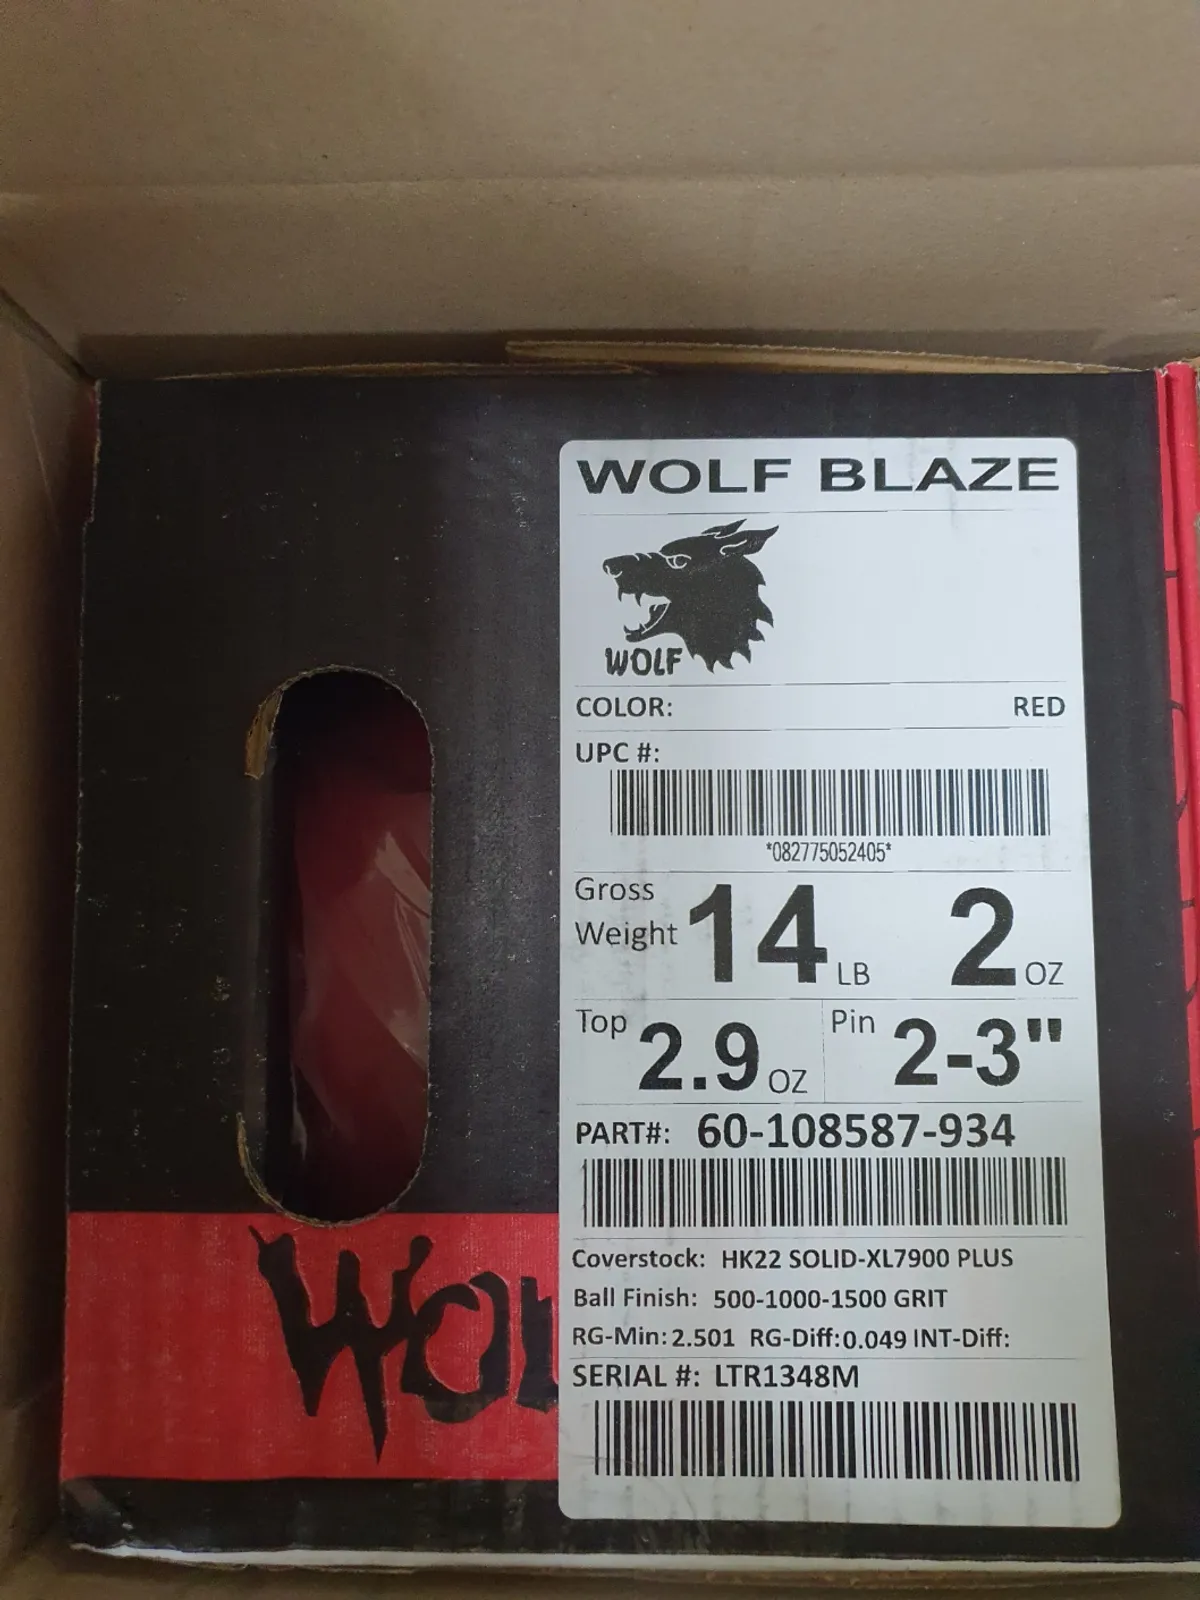 WOLF BLAZE
WOLF
COLOR: RED
UPC #:
*082775052405*
Gross Weight 14 LB 2 OZ
Top 2.9 OZ Pin 2-3"
PART#: 60-108587-934
Coverstock: HK22 SOLID-XL7900 PLUS
Ball Finish: 500-1000-1500 GRIT
RG-Min: 2.501 RG-Diff:0.049 INT-Diff:
SERIAL #: LTR1348M